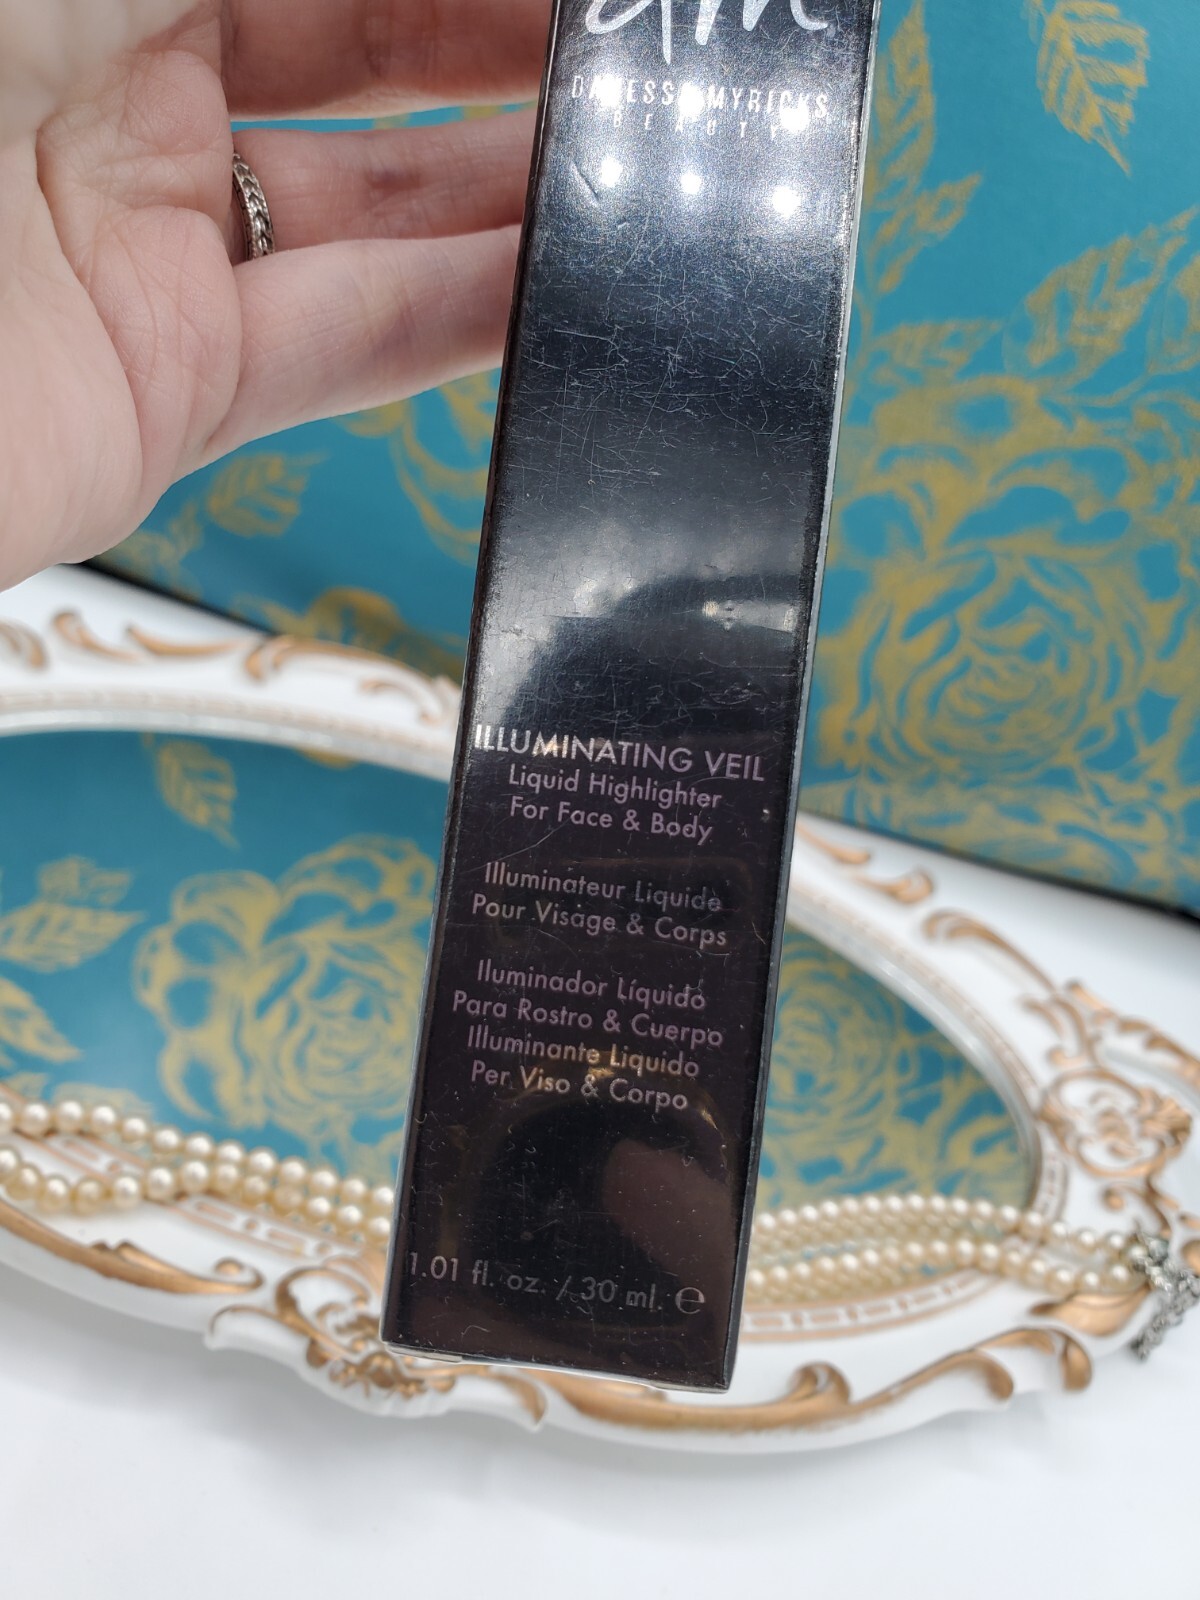 dm
DANESSA MYRICKS
BEAUTY
ILLUMINATING VEIL
Liquid Highlighter
For Face & Body
Illuminateur Liquide
Pour Visage & Corps
Iluminador Líquido
Para Rostro & Cuerpo
Illuminante Liquido
Per Viso & Corpo
1.01 fl. oz. / 30 ml. ℮